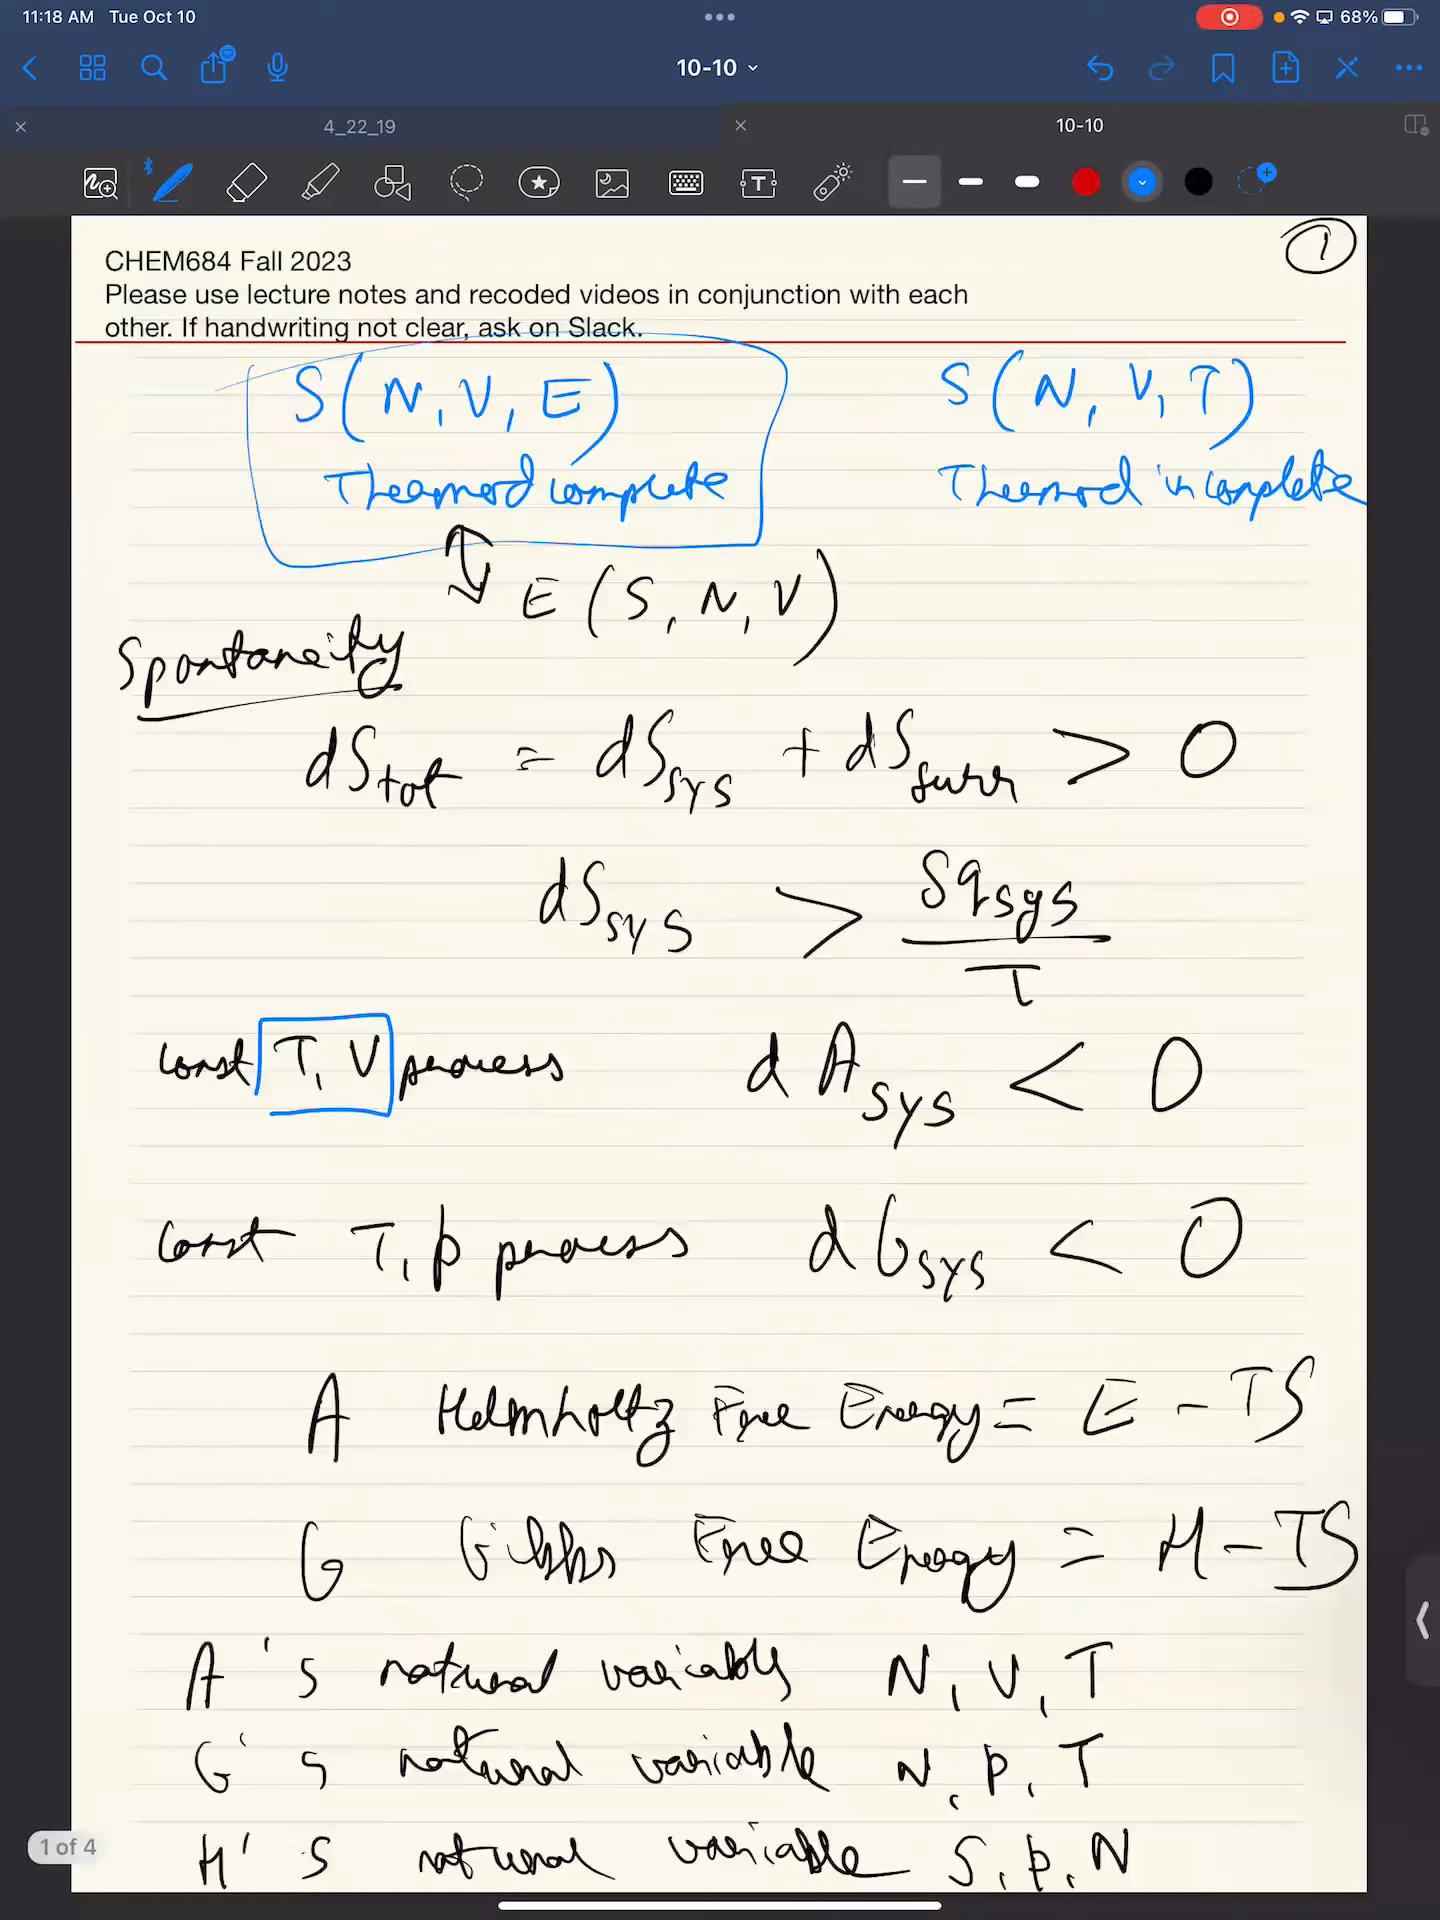 11:18 AM Tue Oct 10
68%
10-10
4_22_19
10-10
1
CHEM684 Fall 2023
Please use lecture notes and recoded videos in conjunction with each
other. If handwriting not clear, ask on Slack.
S(N, V, E) S(N, V, T)
Thermod complete Thermod incomplete
↕ E(S, N, V)
Spontaneity
dS_tot = dS_sys + dS_surr > 0
dS_sys > δq_sys / T
const T, V process dA_sys < 0
const T, p process dG_sys < 0
A Helmholtz Free Energy = E - TS
G Gibbs Free Energy = H - TS
A's natural variables N, V, T
G's natural variable N, p, T
1 of 4
H's natural variable S, p, N